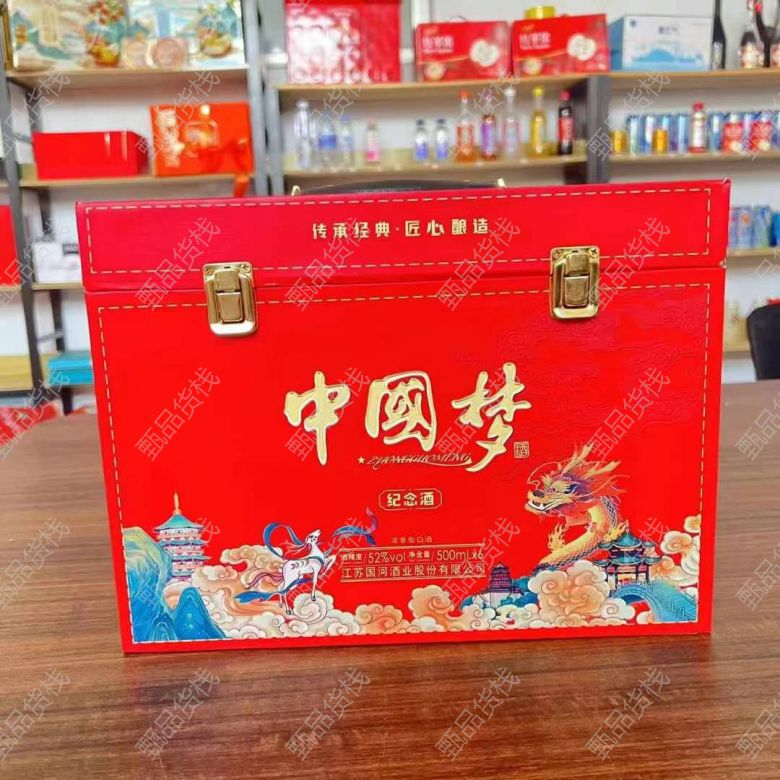 传承经典·匠心酿造
中國梦
ZHONGGUOMENG
纪念酒
浓香型白酒
酒精度/52%vol 净含量/500mL×6
江苏国河酒业股份有限公司
甄品货栈